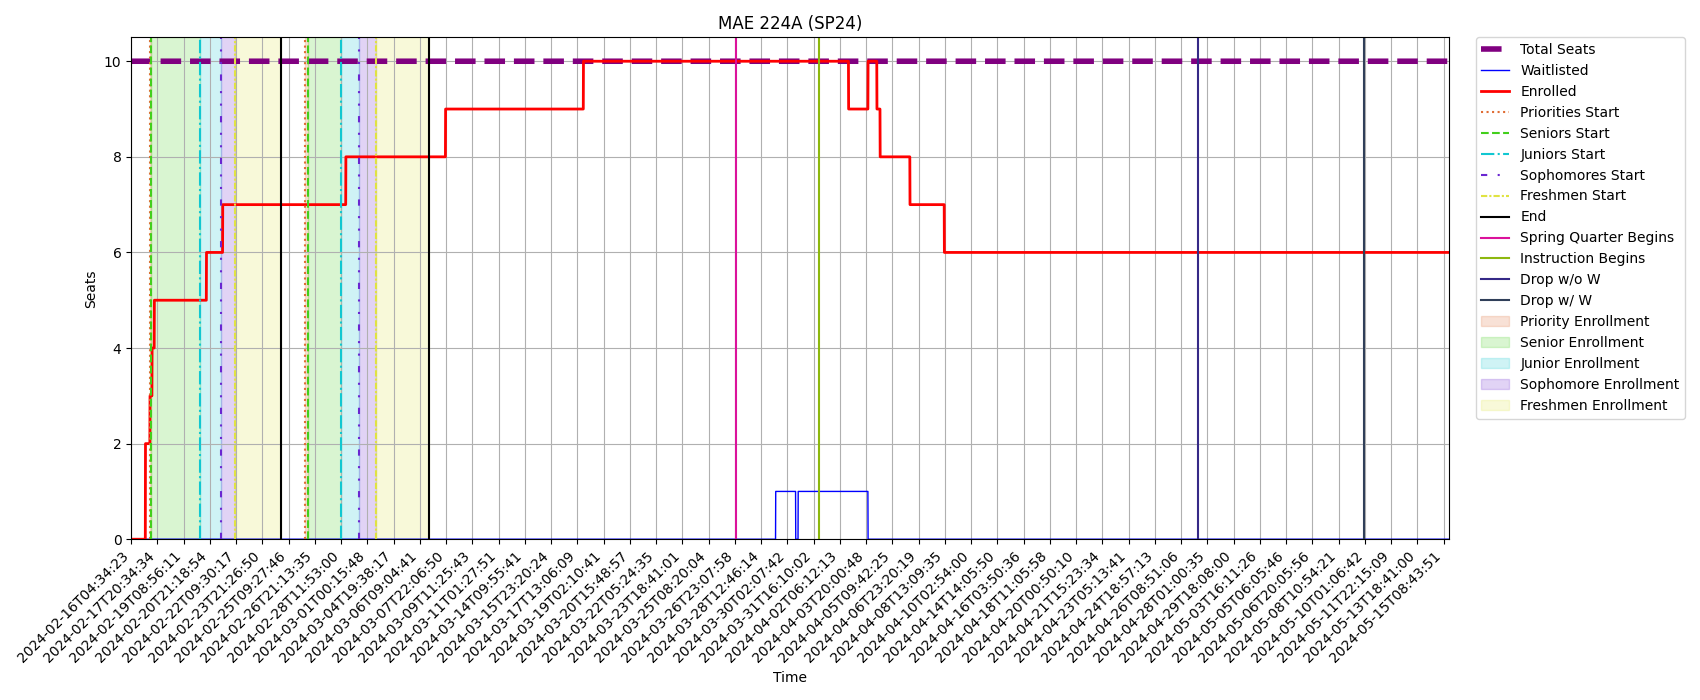 MAE 224A (SP24)
Seats
10
8
6
4
2
0
2024-02-16T04:34:23
2024-02-17T20:34:34
2024-02-19T08:56:11
2024-02-20T21:18:54
2024-02-22T09:30:17
2024-02-23T21:26:50
2024-02-25T09:27:46
2024-02-26T21:13:35
2024-02-28T11:53:00
2024-03-01T00:15:48
2024-03-04T19:38:17
2024-03-06T09:04:41
2024-03-07T22:06:50
2024-03-09T11:25:43
2024-03-11T01:27:51
2024-03-14T09:55:41
2024-03-15T23:20:24
2024-03-17T13:06:09
2024-03-19T02:10:41
2024-03-20T15:48:57
2024-03-22T05:24:35
2024-03-23T18:41:01
2024-03-25T08:20:04
2024-03-26T23:07:58
2024-03-28T12:46:14
2024-03-30T02:07:42
2024-03-31T16:10:02
2024-04-02T06:12:13
2024-04-03T20:00:48
2024-04-05T09:42:25
2024-04-06T23:20:19
2024-04-08T13:09:35
2024-04-10T02:54:00
2024-04-14T14:05:50
2024-04-16T03:50:36
2024-04-18T11:05:58
2024-04-20T00:50:10
2024-04-21T15:23:34
2024-04-23T05:13:41
2024-04-24T18:57:13
2024-04-26T08:51:06
2024-04-28T01:00:35
2024-04-29T18:08:00
2024-05-03T16:11:26
2024-05-05T06:05:46
2024-05-06T20:05:56
2024-05-08T10:54:21
2024-05-10T01:06:42
2024-05-11T22:15:09
2024-05-13T18:41:00
2024-05-15T08:43:51
Time
Total Seats
Waitlisted
Enrolled
Priorities Start
Seniors Start
Juniors Start
Sophomores Start
Freshmen Start
End
Spring Quarter Begins
Instruction Begins
Drop w/o W
Drop w/ W
Priority Enrollment
Senior Enrollment
Junior Enrollment
Sophomore Enrollment
Freshmen Enrollment